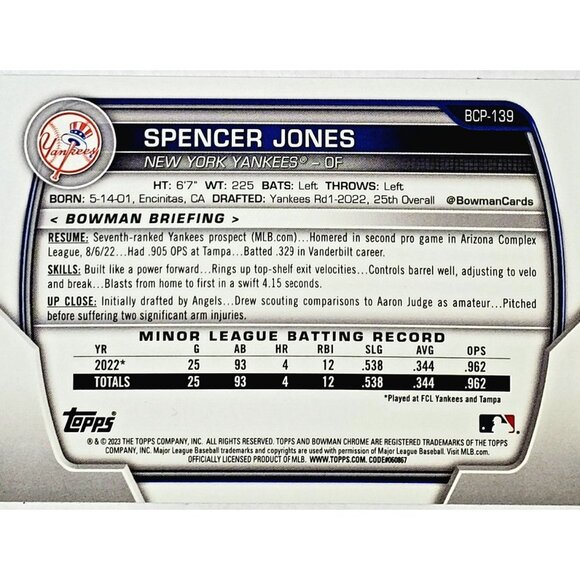 BCP-139
Yankees
SPENCER JONES
NEW YORK YANKEES® – OF
HT: 6'7" WT: 225 BATS: Left THROWS: Left
BORN: 5-14-01, Encinitas, CA DRAFTED: Yankees Rd1-2022, 25th Overall @BowmanCards
< BOWMAN BRIEFING >
RESUME: Seventh-ranked Yankees prospect (MLB.com)...Homered in second pro game in Arizona Complex
League, 8/6/22...Had .905 OPS at Tampa...Batted .329 in Vanderbilt career.
SKILLS: Built like a power forward...Rings up top-shelf exit velocities...Controls barrel well, adjusting to velo
and break...Blasts from home to first in a swift 4.15 seconds.
UP CLOSE: Initially drafted by Angels...Drew scouting comparisons to Aaron Judge as amateur...Pitched
before suffering two significant arm injuries.
MINOR LEAGUE BATTING RECORD
YR G AB HR RBI SLG AVG OPS
2022* 25 93 4 12 .538 .344 .962
TOTALS 25 93 4 12 .538 .344 .962
*Played at FCL Yankees and Tampa
Topps
® & © 2023 THE TOPPS COMPANY, INC. ALL RIGHTS RESERVED. TOPPS AND BOWMAN CHROME ARE REGISTERED TRADEMARKS OF THE TOPPS
COMPANY, INC. Major League Baseball trademarks and copyrights are used with permission of Major League Baseball. Visit MLB.com.
OFFICIALLY LICENSED PRODUCT OF MLB. WWW.TOPPS.COM. CODE#060867